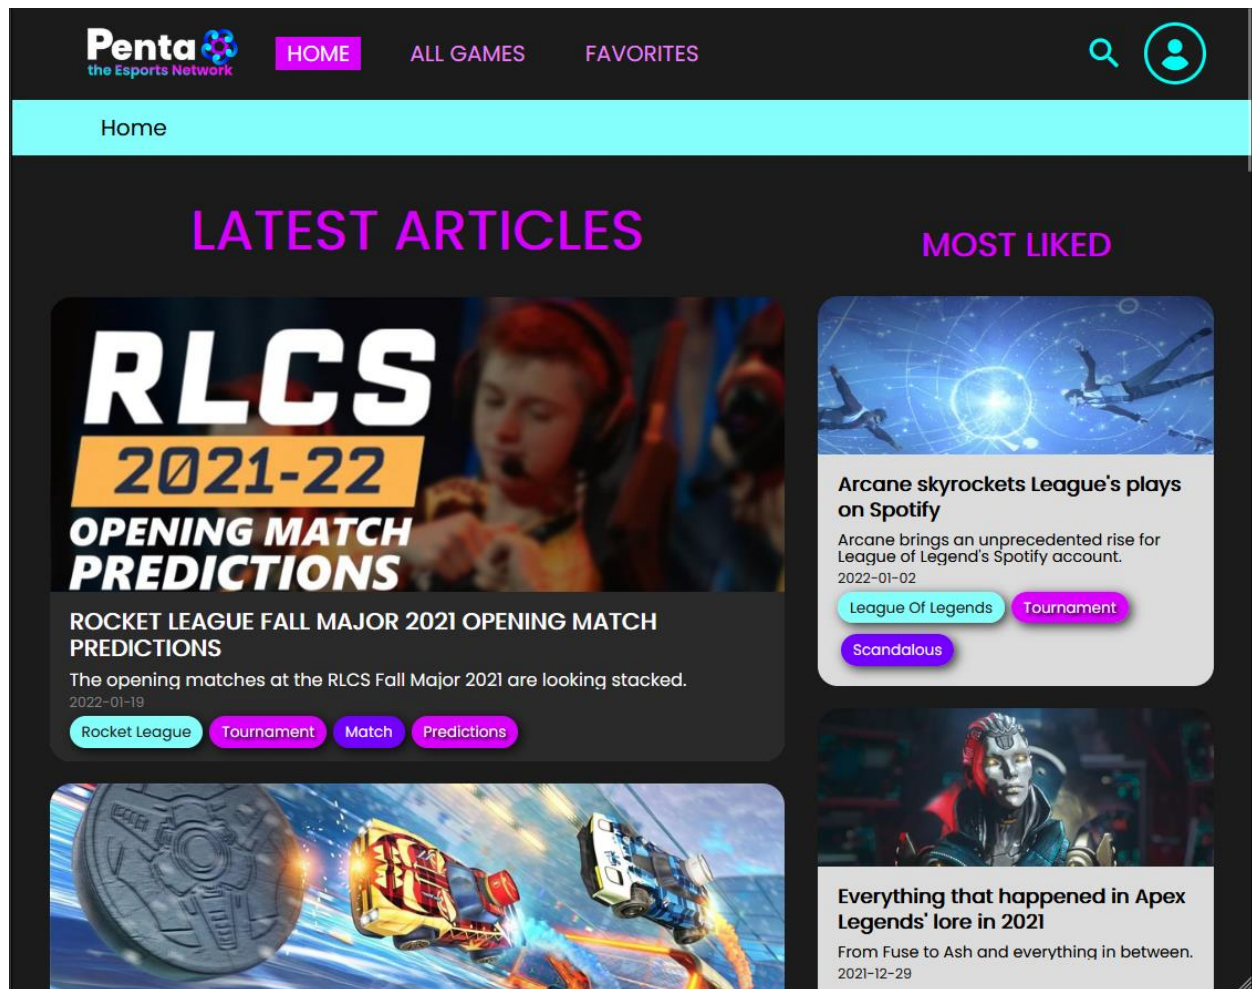 Penta
the Esports Network
HOME
ALL GAMES
FAVORITES
Home
LATEST ARTICLES
RLCS
2021-22
OPENING MATCH
PREDICTIONS
ROCKET LEAGUE FALL MAJOR 2021 OPENING MATCH
PREDICTIONS
The opening matches at the RLCS Fall Major 2021 are looking stacked.
2022-01-19
Rocket League
Tournament
Match
Predictions
MOST LIKED
Arcane skyrockets League's plays
on Spotify
Arcane brings an unprecedented rise for
League of Legend's Spotify account.
2022-01-02
League Of Legends
Tournament
Scandalous
Everything that happened in Apex
Legends' lore in 2021
From Fuse to Ash and everything in between.
2021-12-29